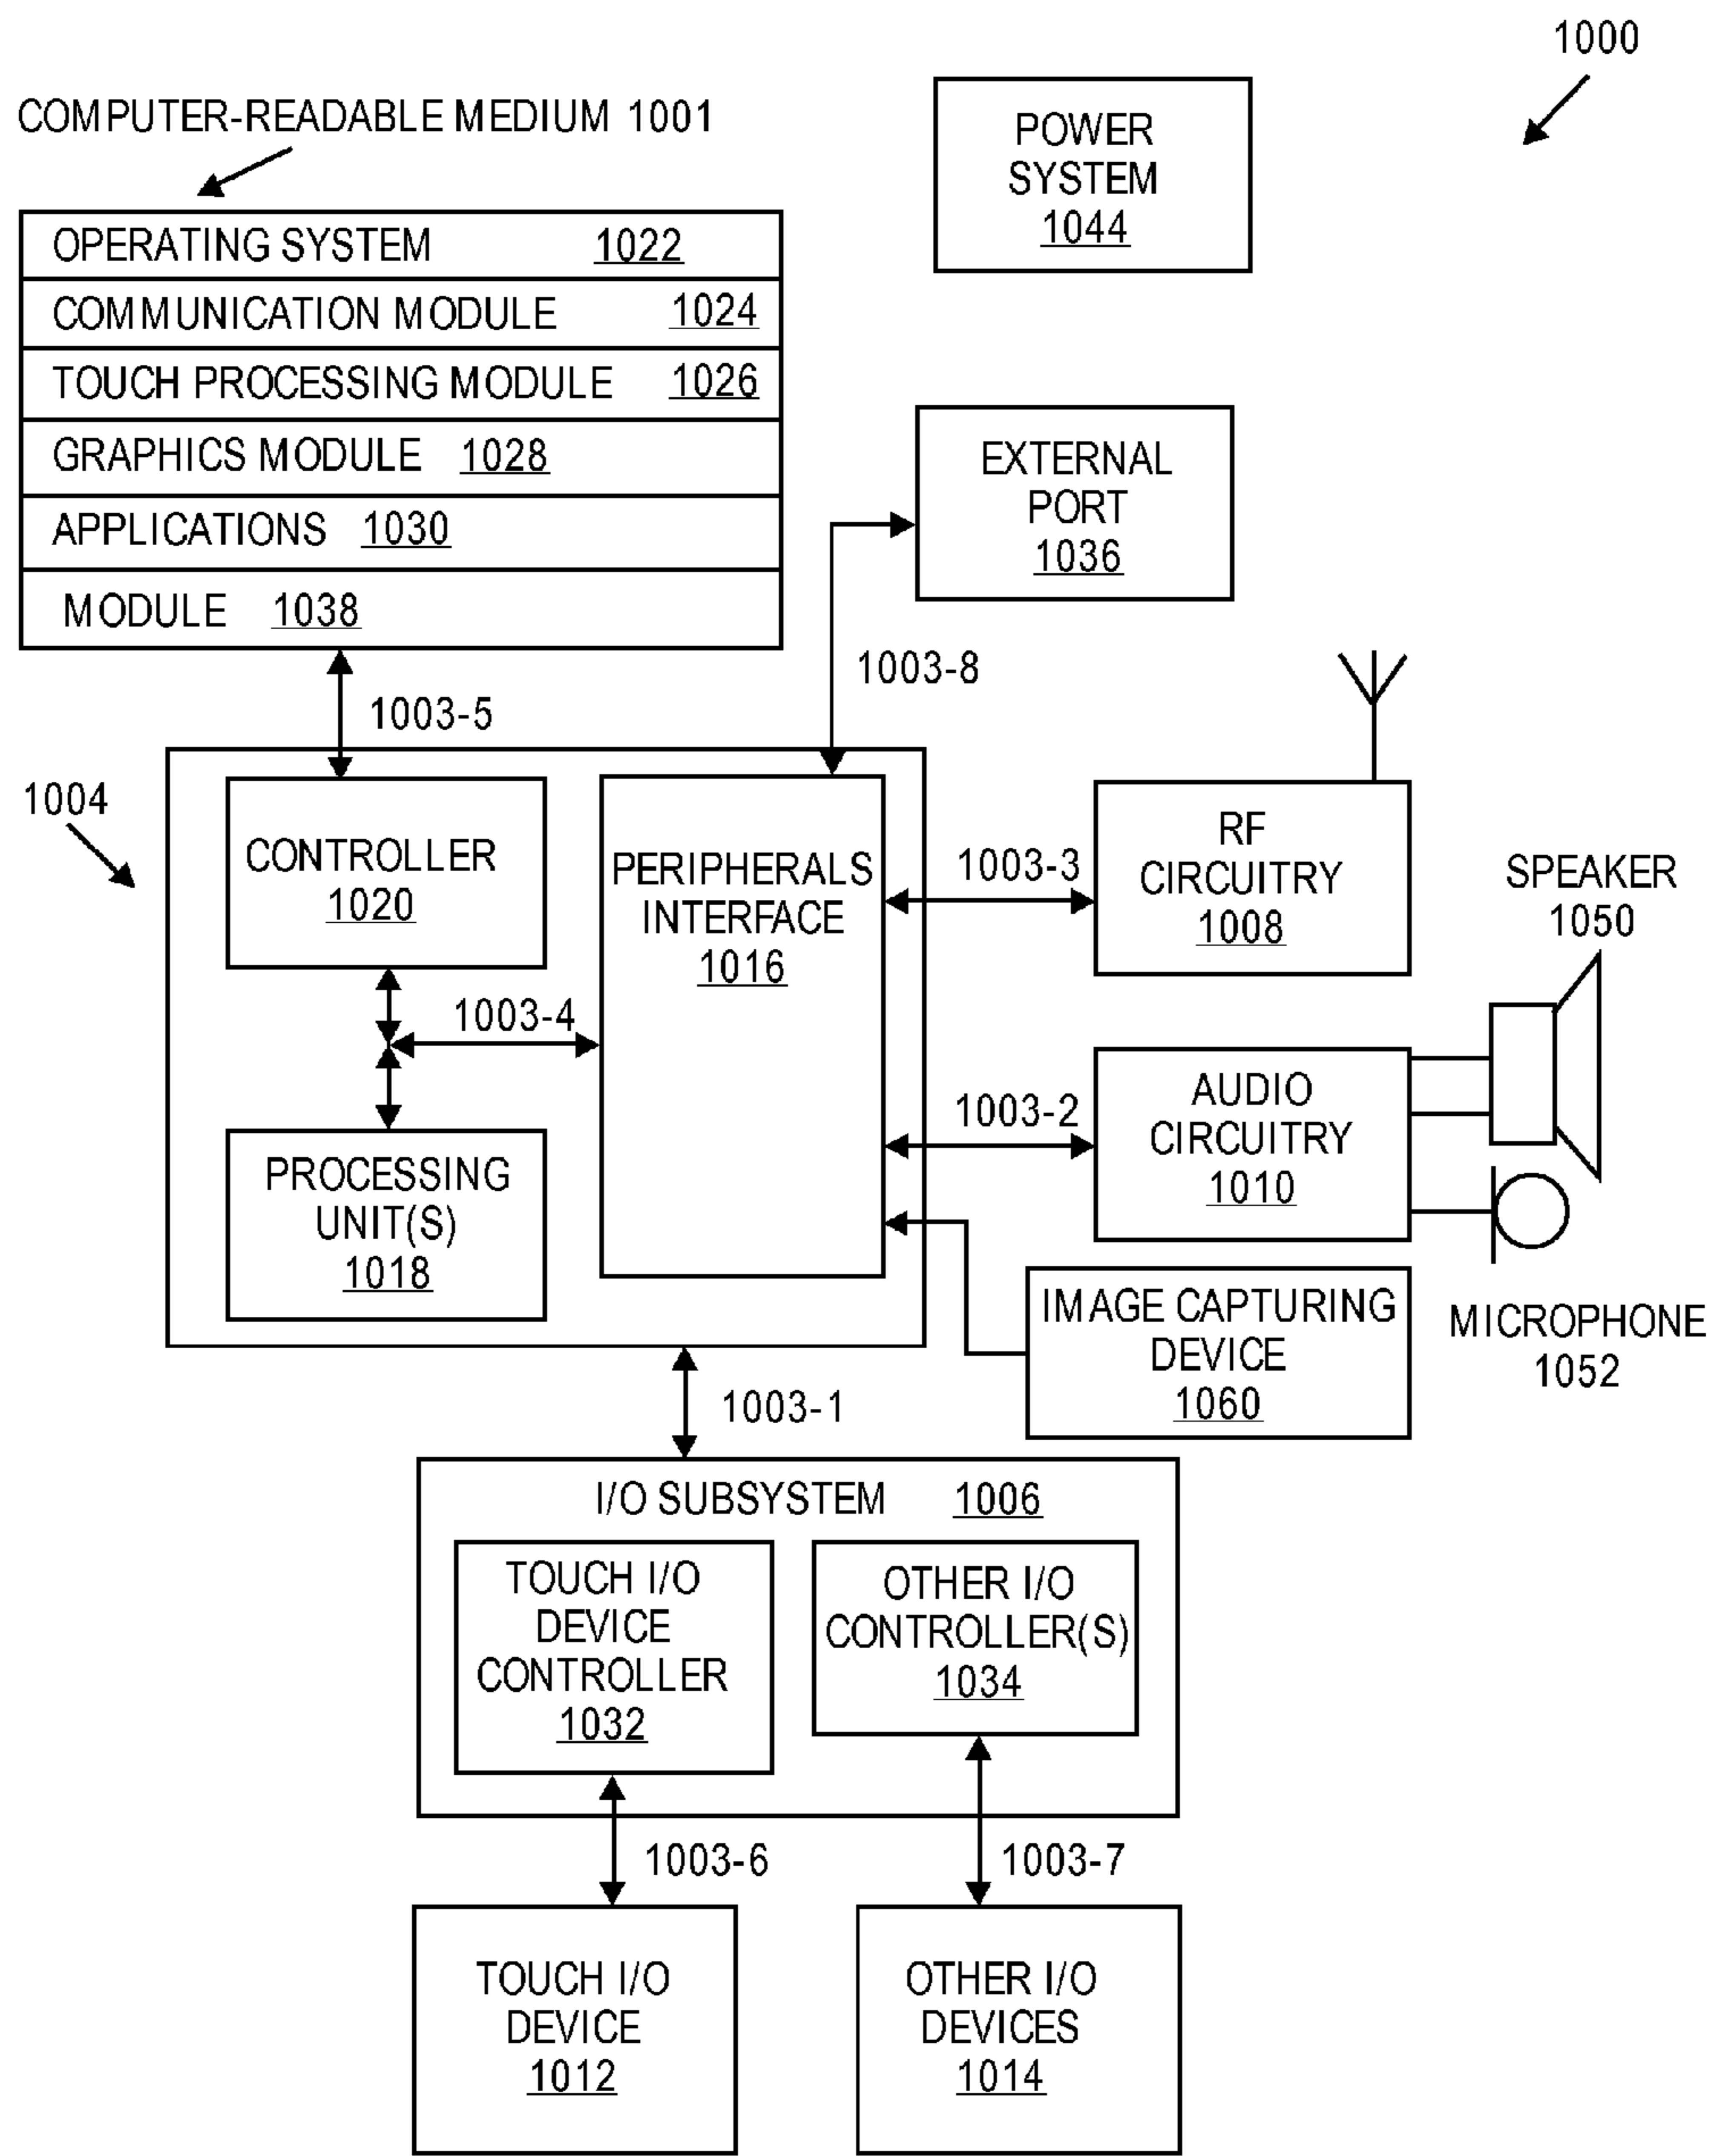 1000
COMPUTER-READABLE MEDIUM 1001
POWER
SYSTEM
1044
OPERATING SYSTEM 1022
COMMUNICATION MODULE 1024
TOUCH PROCESSING MODULE 1026
GRAPHICS MODULE 1028
APPLICATIONS 1030
MODULE 1038
EXTERNAL
PORT
1036
1003-8
1003-5
1004
CONTROLLER
1020
PERIPHERALS
INTERFACE
1016
1003-3
RF
CIRCUITRY
1008
SPEAKER
1050
1003-4
1003-2
AUDIO
CIRCUITRY
1010
PROCESSING
UNIT(S)
1018
IMAGE CAPTURING
DEVICE
1060
MICROPHONE
1052
1003-1
I/O SUBSYSTEM 1006
TOUCH I/O
DEVICE
CONTROLLER
1032
OTHER I/O
CONTROLLER(S)
1034
1003-6
1003-7
TOUCH I/O
DEVICE
1012
OTHER I/O
DEVICES
1014